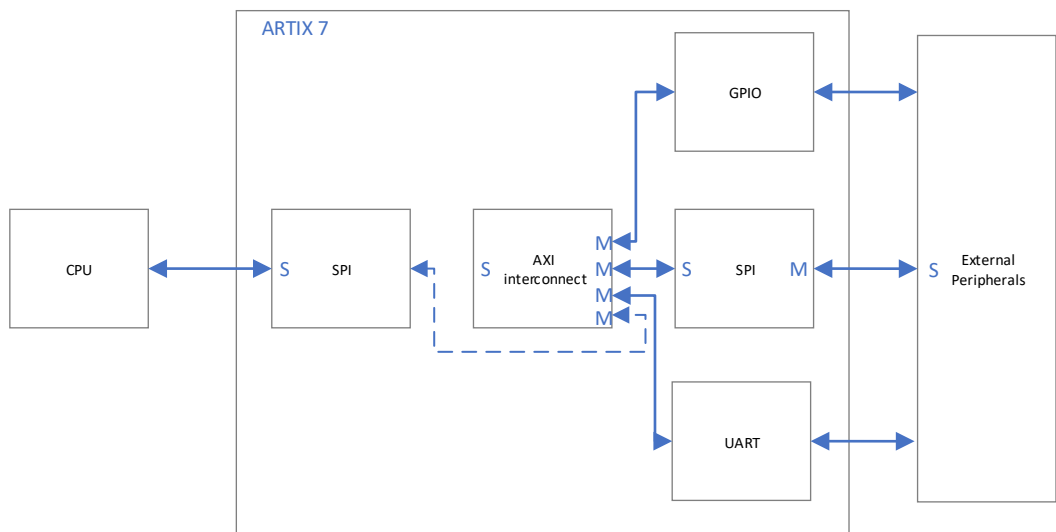 ARTIX 7
GPIO
CPU
S
SPI
S
AXI
interconnect
M
M
M
M
S
SPI
M
S
External
Peripherals
UART